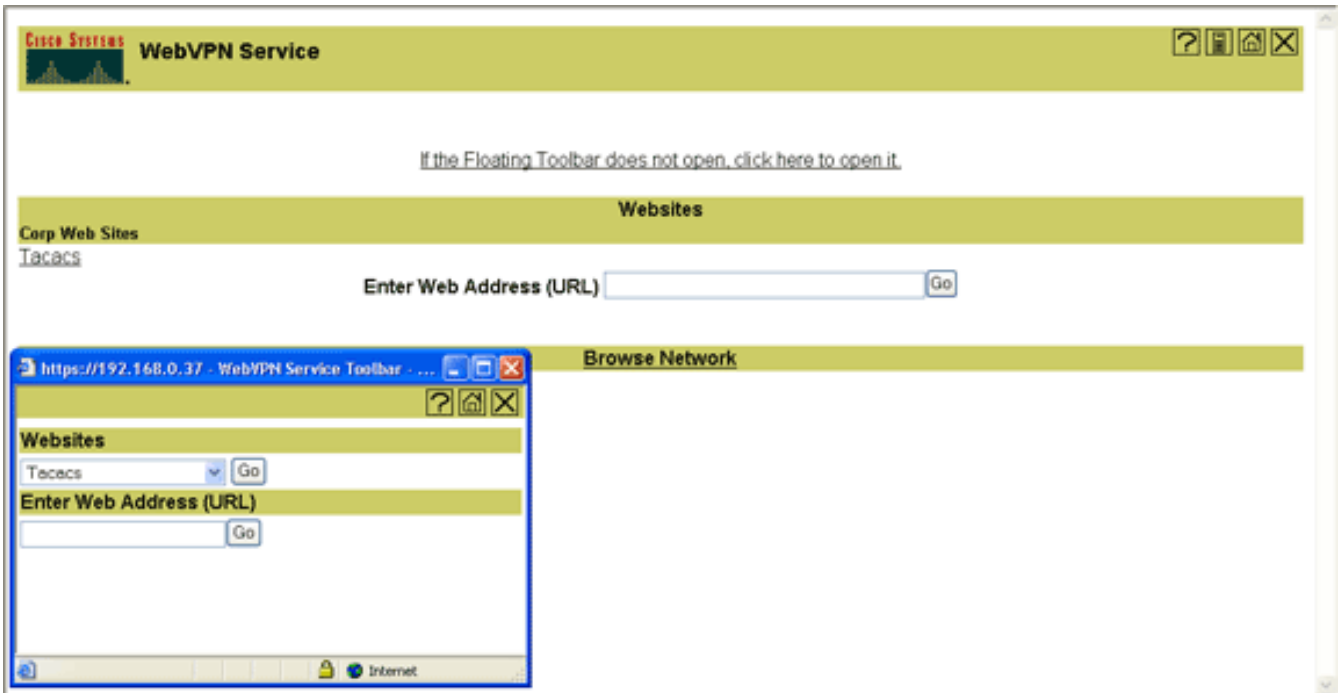 CISCO SYSTEMS
WebVPN Service
If the Floating Toolbar does not open, click here to open it.
Websites
Corp Web Sites
Tacacs
Enter Web Address (URL) Go
Browse Network
https://192.168.0.37 - WebVPN Service Toolbar - ...
Websites
Tacacs Go
Enter Web Address (URL)
Go
Internet